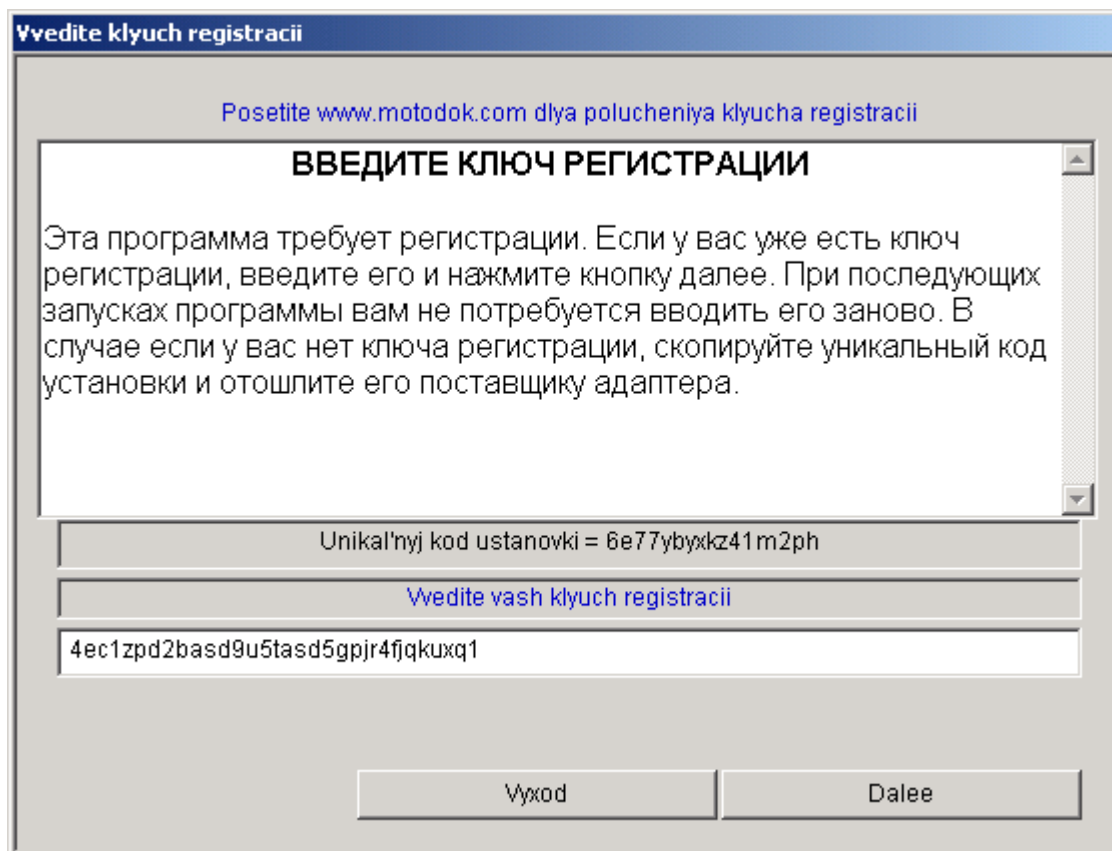 Vvedite klyuch registracii
Posetite www.motodok.com dlya polucheniya klyucha registracii
ВВЕДИТЕ КЛЮЧ РЕГИСТРАЦИИ
Эта программа требует регистрации. Если у вас уже есть ключ
регистрации, введите его и нажмите кнопку далее. При последующих
запусках программы вам не потребуется вводить его заново. В
случае если у вас нет ключа регистрации, скопируйте уникальный код
установки и отошлите его поставщику адаптера.
Unikal'nyj kod ustanovki = 6e77ybyxkz41m2ph
Vvedite vash klyuch registracii
4ec1zpd2basd9u5tasd5gpjr4fjqkuxq1
Vyxod
Dalee